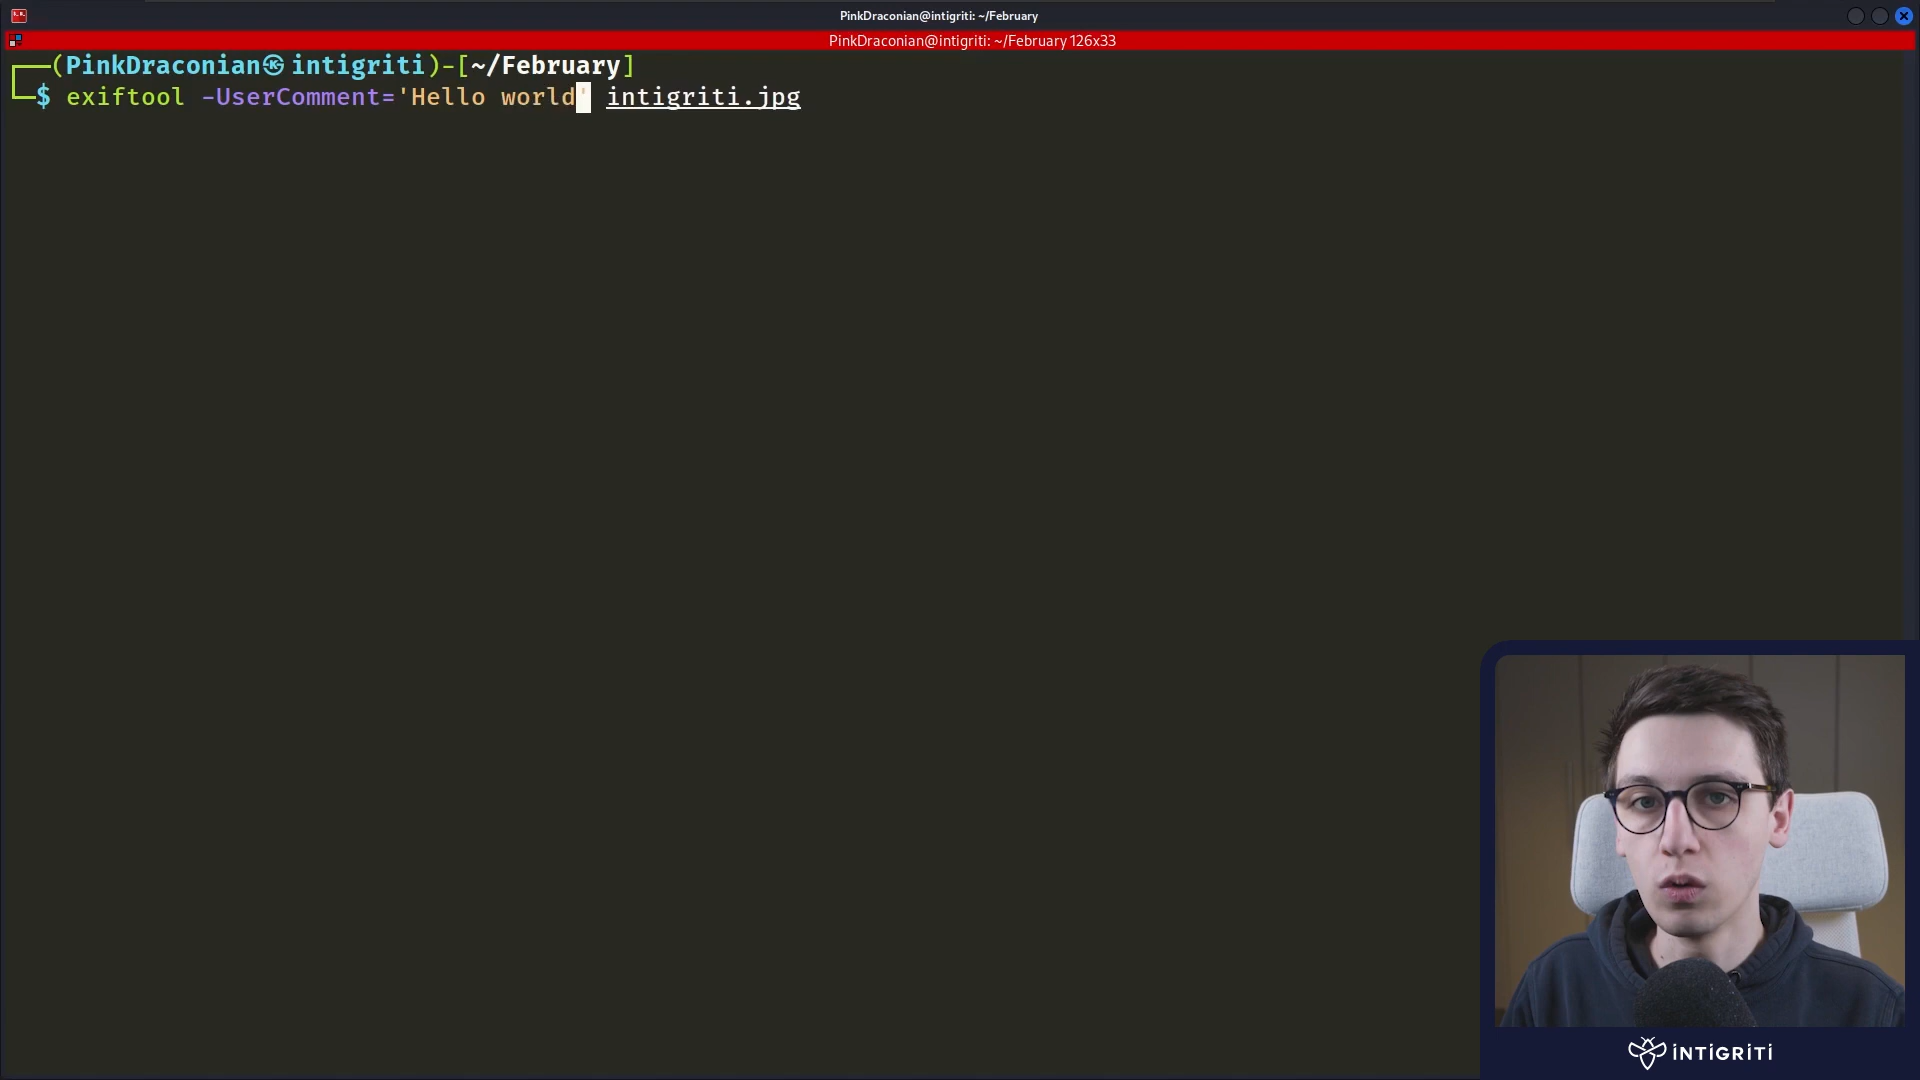 PinkDraconian@intigriti: ~/February
PinkDraconian@intigriti: ~/February 126x33
(PinkDraconian㉿intigriti)-[~/February]
$ exiftool -UserComment='Hello world' intigriti.jpg
INTIGRITI